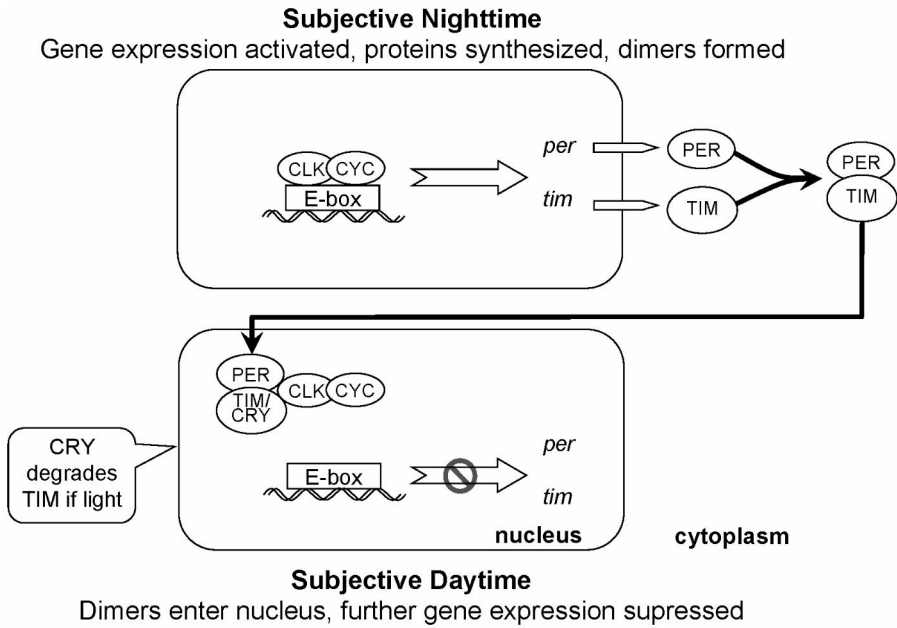 Subjective Nighttime
Gene expression activated, proteins synthesized, dimers formed
CLK CYC
E-box
per
tim
PER
TIM
PER
TIM
PER
TIM/
CRY
CLK CYC
CRY
degrades
TIM if light
E-box
per
tim
nucleus
cytoplasm
Subjective Daytime
Dimers enter nucleus, further gene expression supressed